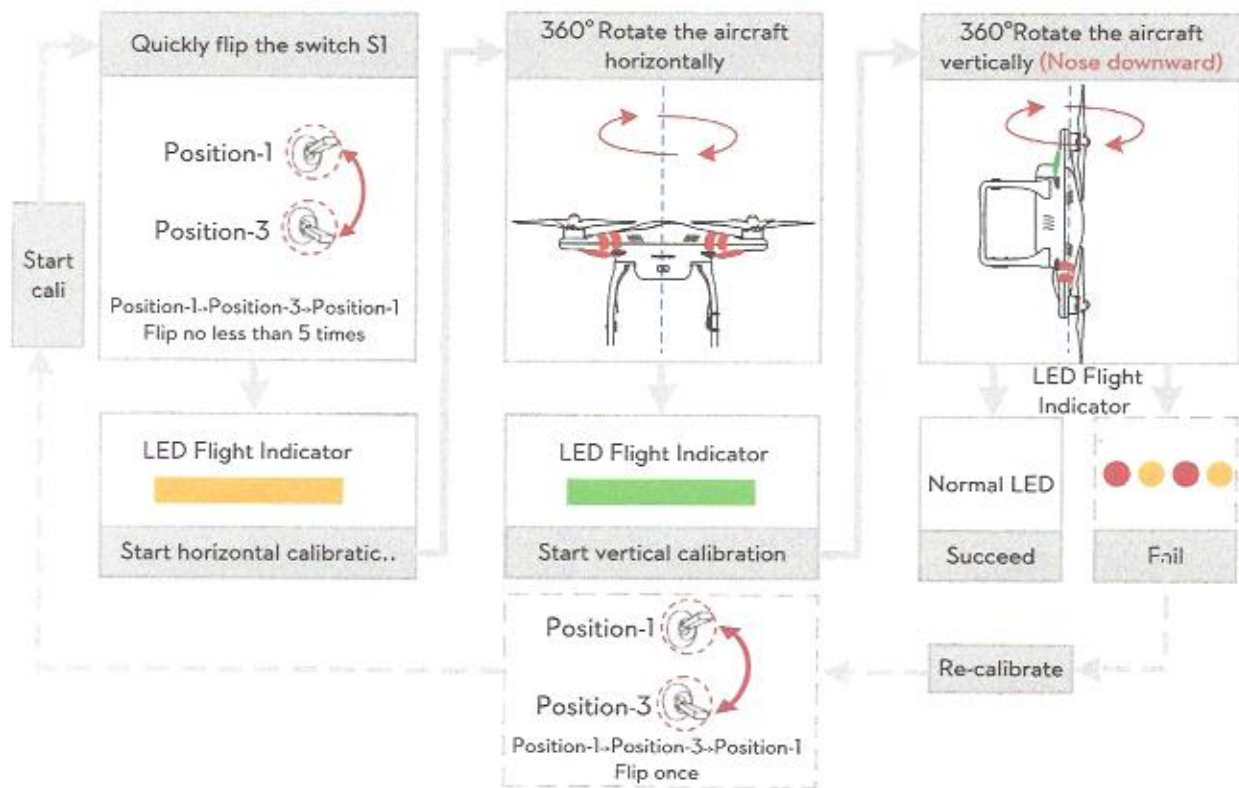 Start
cali
Quickly flip the switch S1
Position-1
Position-3
Position-1→Position-3→Position-1
Flip no less than 5 times
LED Flight Indicator
Start horizontal calibratic..
360° Rotate the aircraft
horizontally
LED Flight Indicator
Start vertical calibration
360°Rotate the aircraft
vertically (Nose downward)
LED Flight
Indicator
Normal LED
Succeed
Fail
Re-calibrate
Position-1
Position-3
Position-1→Position-3→Position-1
Flip once